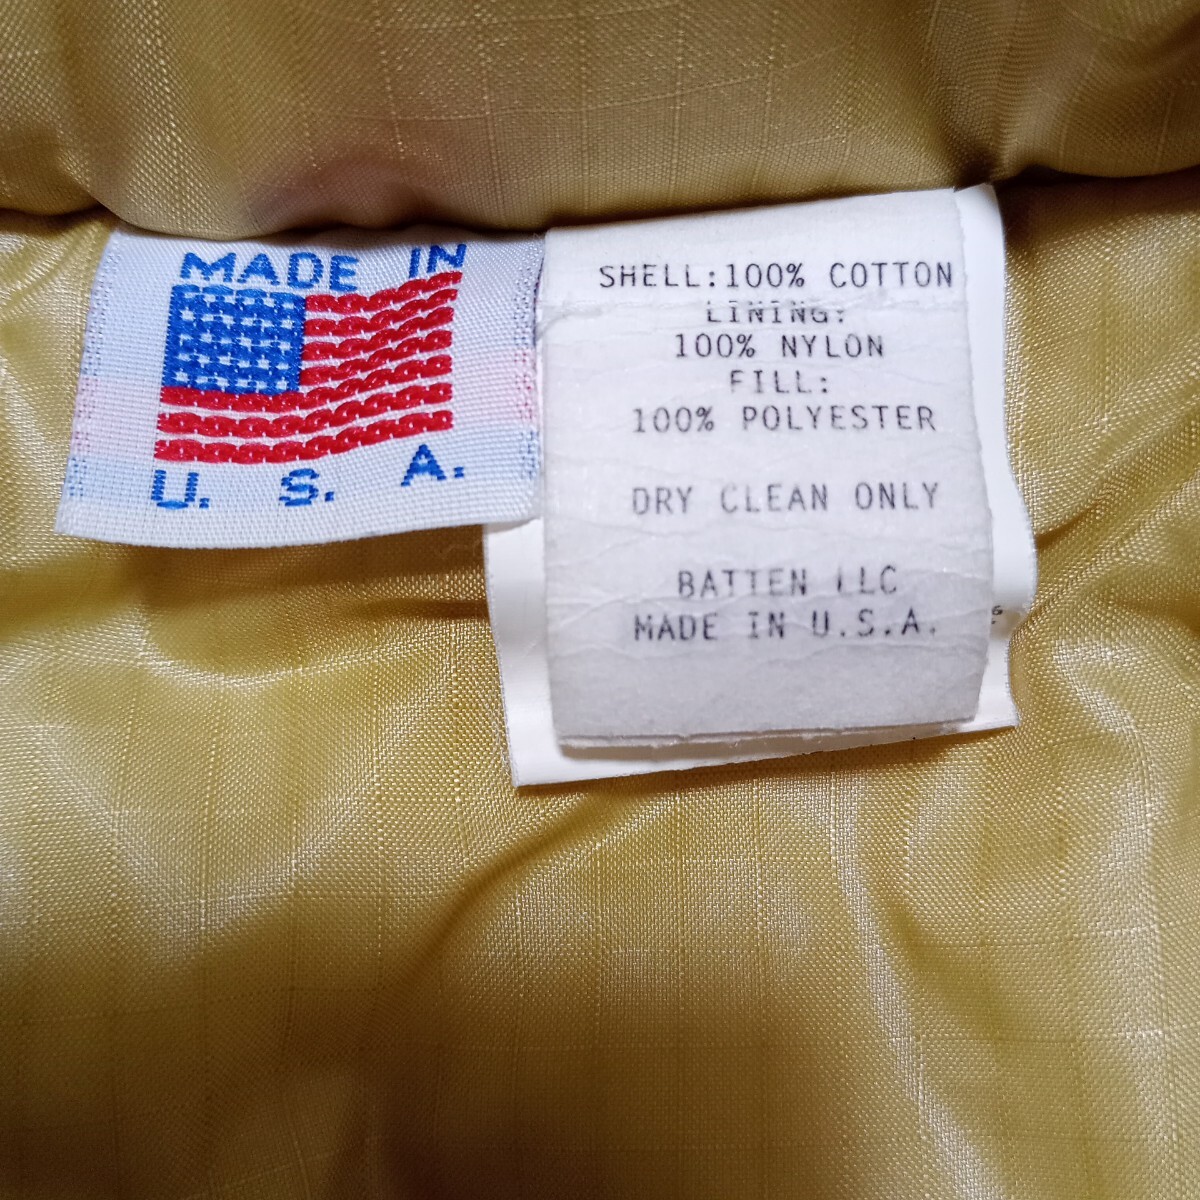 MADE IN
U. S. A.
SHELL:100% COTTON
LINING:
100% NYLON
FILL:
100% POLYESTER
DRY CLEAN ONLY
BATTEN LLC
MADE IN U.S.A.